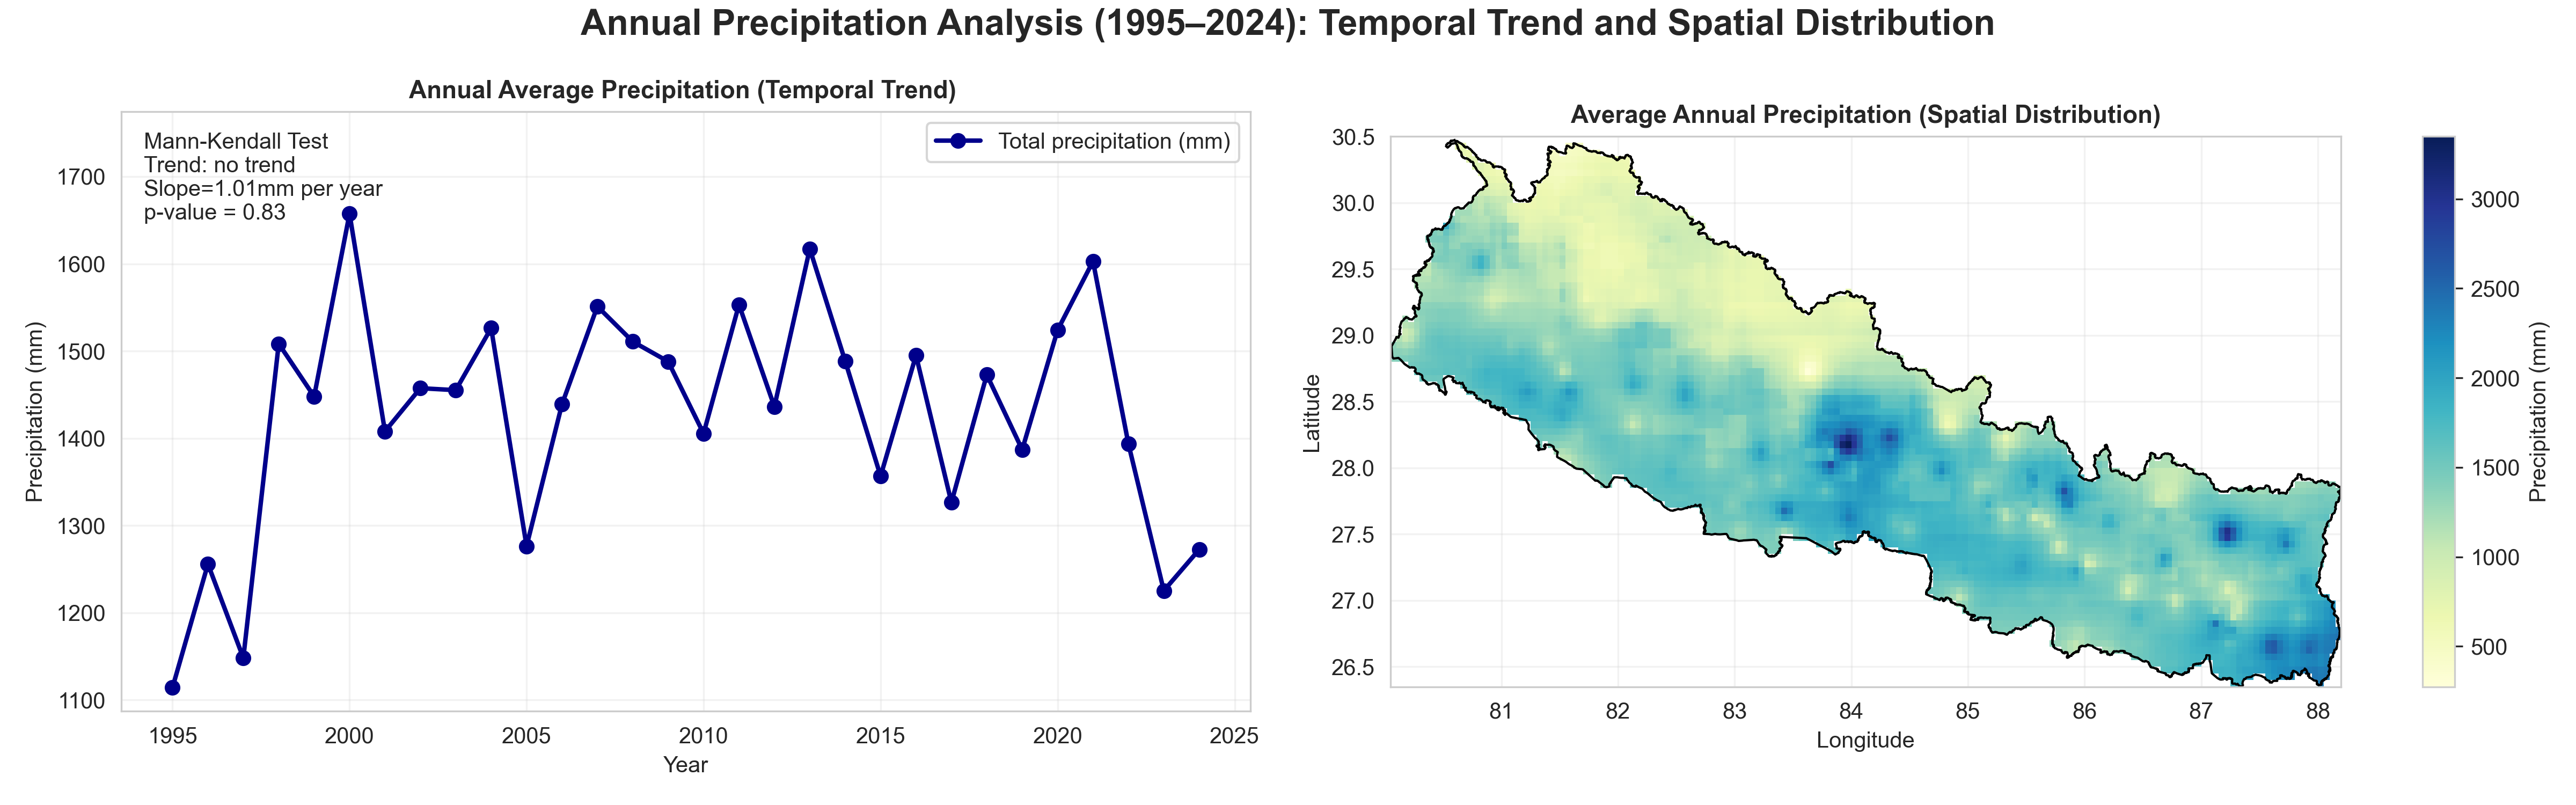 Annual Precipitation Analysis (1995–2024): Temporal Trend and Spatial Distribution
Annual Average Precipitation (Temporal Trend)
Mann-Kendall Test
Trend: no trend
Slope=1.01mm per year
p-value = 0.83
Total precipitation (mm)
Precipitation (mm)
1700
1600
1500
1400
1300
1200
1100
1995
2000
2005
2010
2015
2020
2025
Year
Average Annual Precipitation (Spatial Distribution)
Latitude
30.5
30.0
29.5
29.0
28.5
28.0
27.5
27.0
26.5
81
82
83
84
85
86
87
88
Longitude
3000
2500
2000
1500
1000
500
Precipitation (mm)